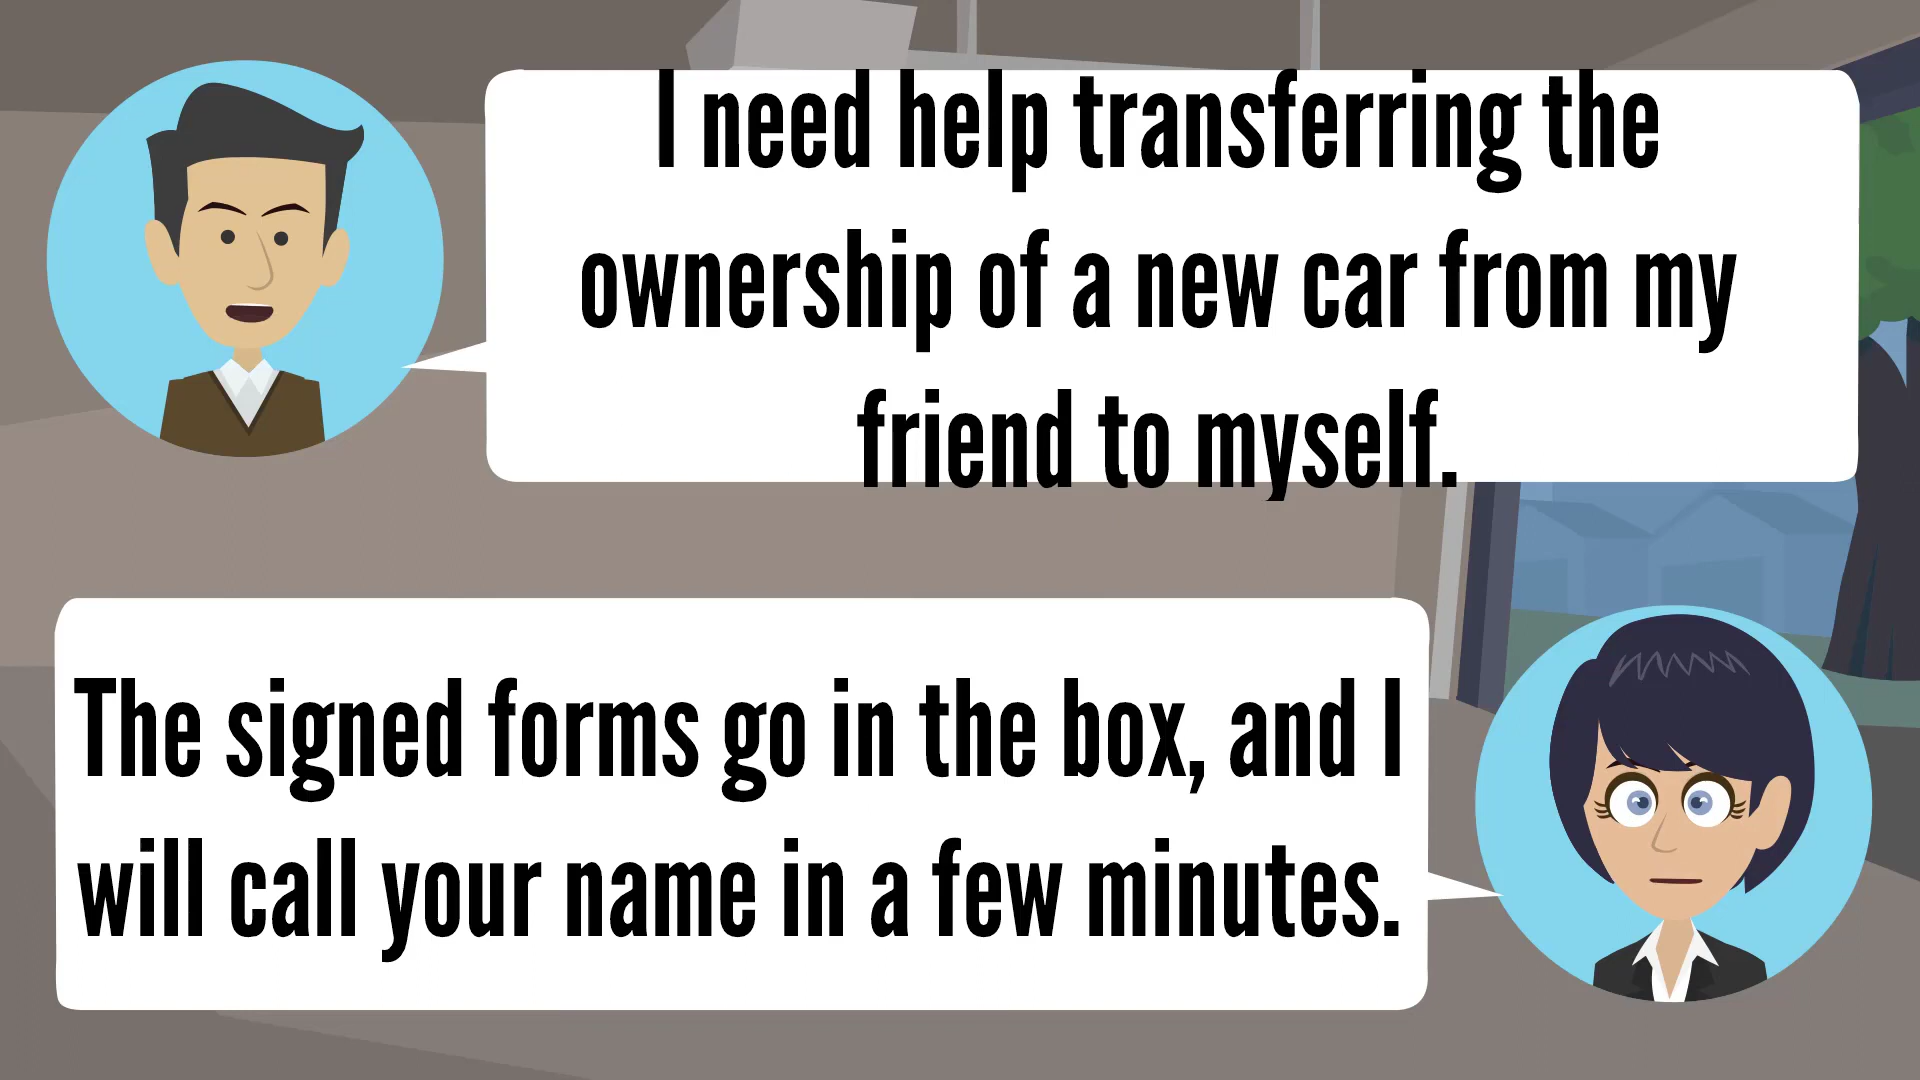 I need help transferring the
ownership of a new car from my
friend to myself.
The signed forms go in the box, and I
will call your name in a few minutes.